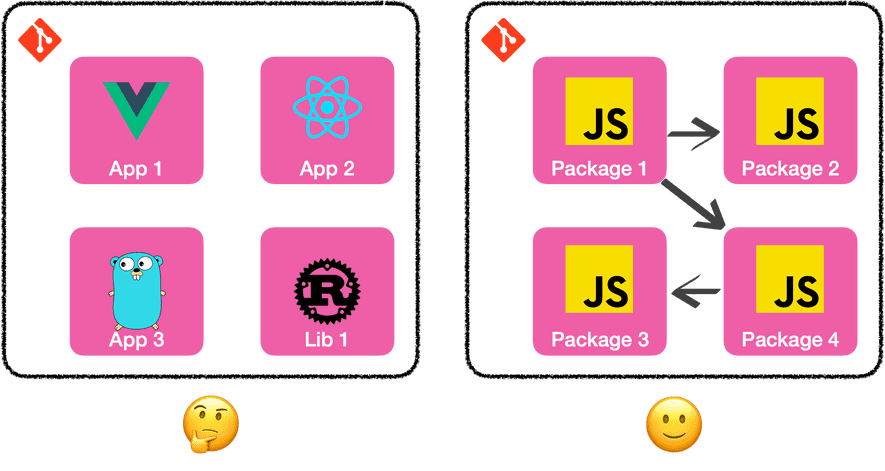 App 1
App 2
App 3
R
Lib 1
JS
Package 1
JS
Package 2
JS
Package 3
JS
Package 4